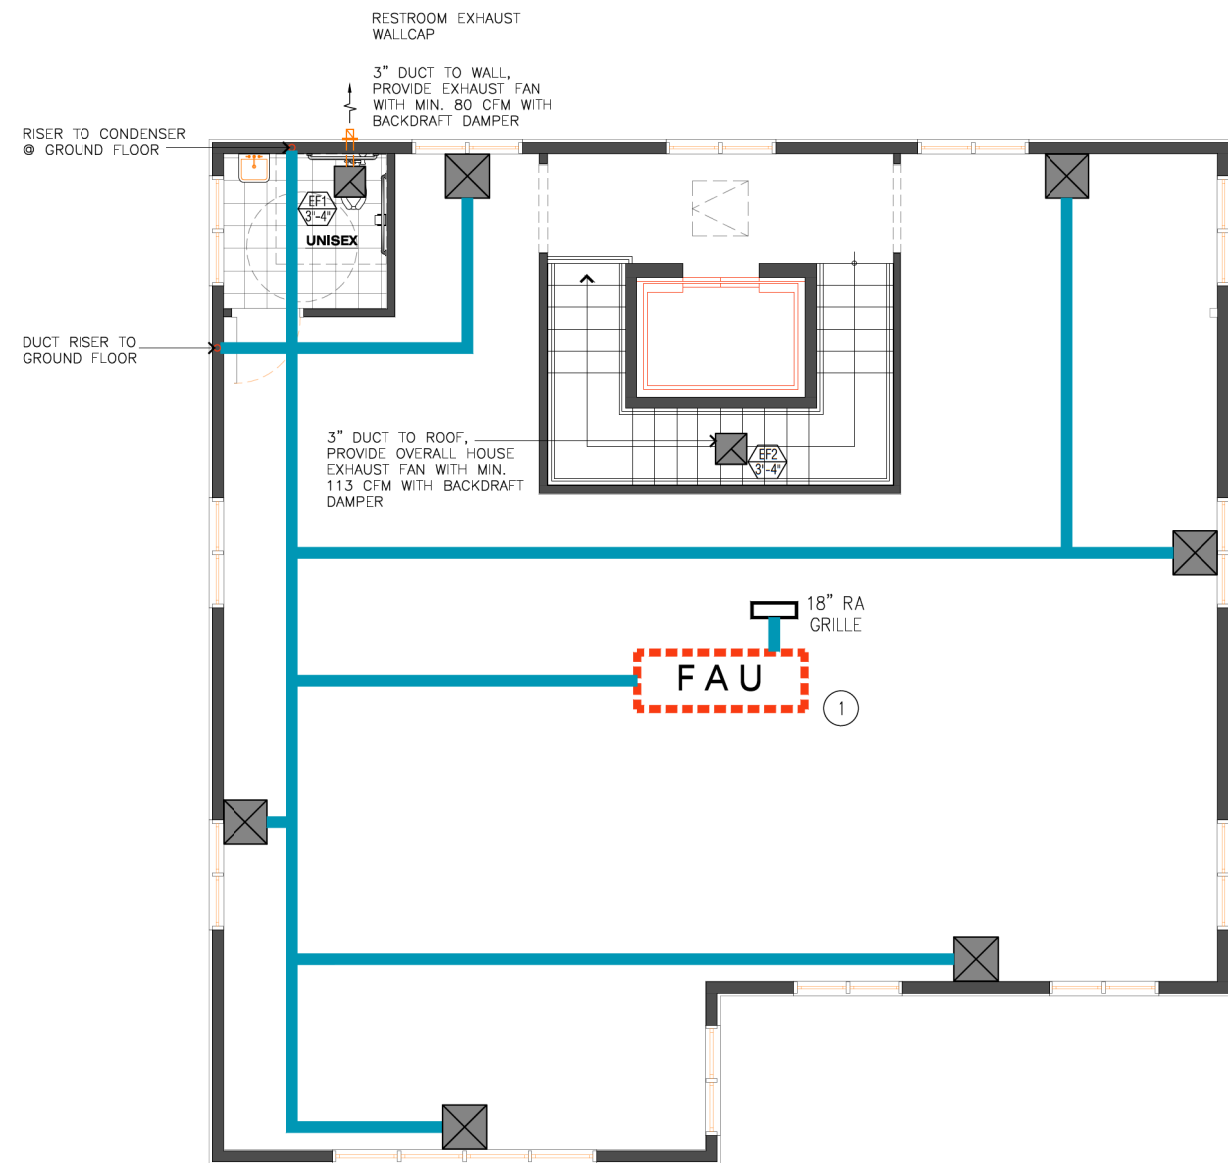 RESTROOM EXHAUST
WALLCAP
3" DUCT TO WALL,
PROVIDE EXHAUST FAN
WITH MIN. 80 CFM WITH
BACKDRAFT DAMPER
RISER TO CONDENSER
@ GROUND FLOOR
EF1
3'-4"
UNISEX
DUCT RISER TO
GROUND FLOOR
3" DUCT TO ROOF,
PROVIDE OVERALL HOUSE
EXHAUST FAN WITH MIN.
113 CFM WITH BACKDRAFT
DAMPER
EF2
3'-4"
18" RA
GRILLE
FAU
1